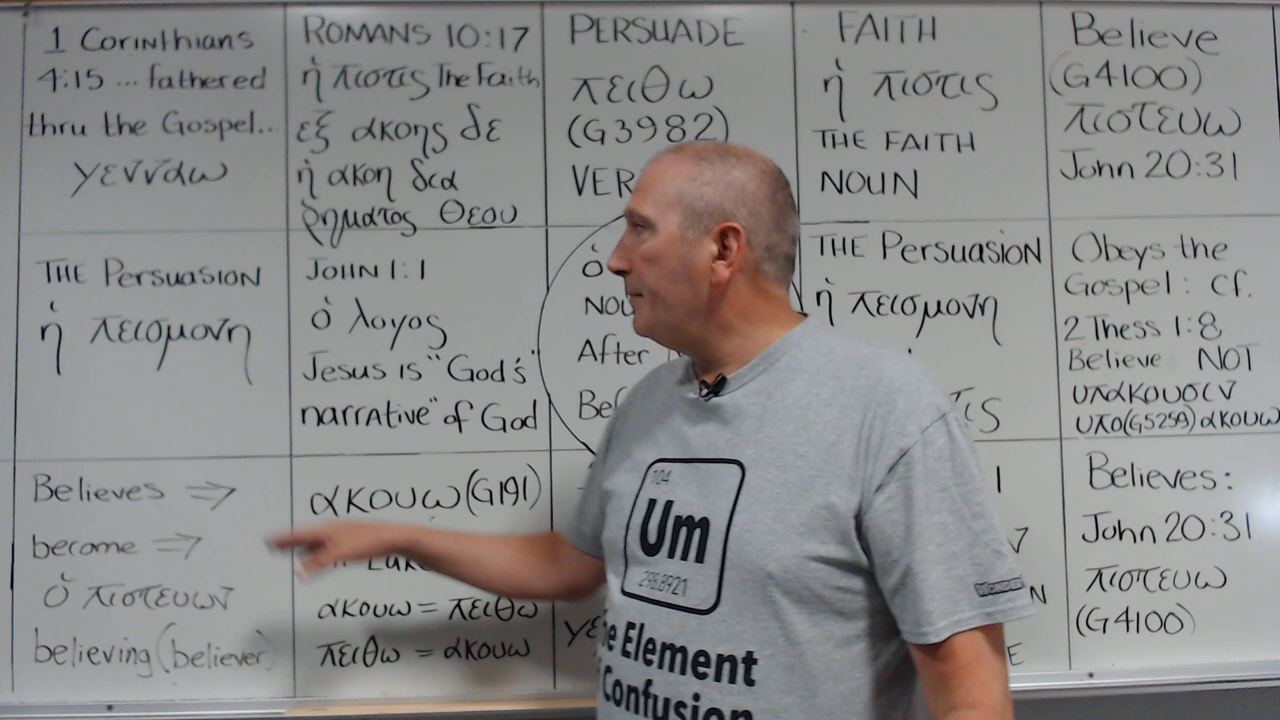 1 Corinthians
4:15 ... fathered
thru the Gospel...
γεννάω
ROMANS 10:17
ἡ πιστις The Faith
εξ ακοης δε
ἡ ακοη δια
ῥηματος Θεου
PERSUADE
πειθω
(G3982)
FAITH
ἡ πιστις
THE FAITH
NOUN
Believe
(G4100)
πιστευω
John 20:31
THE Persuasion
ἡ πεισμονη
JOHN 1:1
ὁ λογος
Jesus is "God's"
narrative" of God
After
THE Persuasion
ἡ πεισμονη
Obeys the
Gospel: cf.
2 Thess 1:8
Believe NOT
υπακουσιν
υπο(G5259) ακουω
Believes ⇒
become ⇒
ὁ πιστευων
believing (believer)
ακουω (G191)
ακουω = πειθω
πειθω = ακουω
Believes:
John 20:31
πιστευω
(G4100)
104
Um
298.8921
Element
Confusion